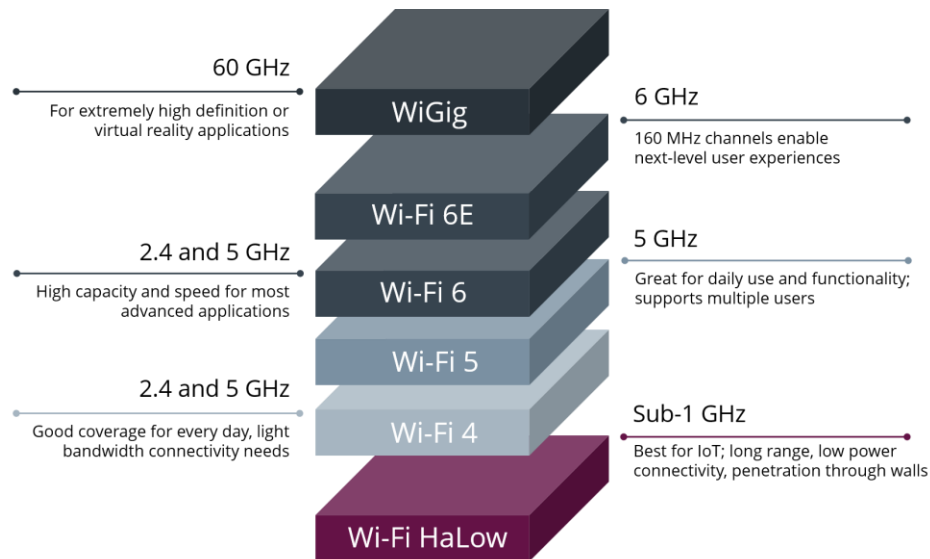 60 GHz
For extremely high definition or
virtual reality applications
WiGig
6 GHz
160 MHz channels enable
next-level user experiences
Wi-Fi 6E
2.4 and 5 GHz
High capacity and speed for most
advanced applications
Wi-Fi 6
5 GHz
Great for daily use and functionality;
supports multiple users
Wi-Fi 5
2.4 and 5 GHz
Good coverage for every day, light
bandwidth connectivity needs
Wi-Fi 4
Sub-1 GHz
Best for IoT; long range, low power
connectivity, penetration through walls
Wi-Fi HaLow